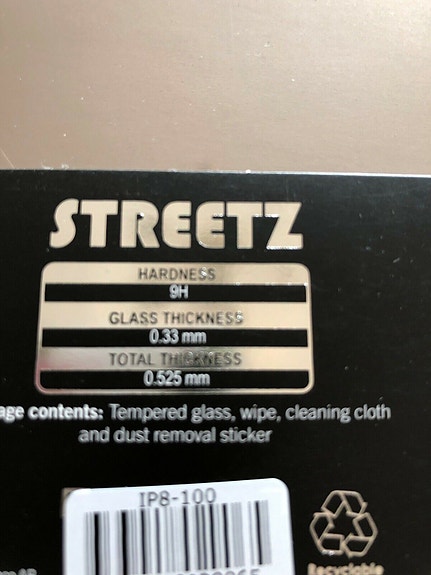 STREETZ
HARDNESS
9H
GLASS THICKNESS
0.33 mm
TOTAL THICKNESS
0.525 mm
contents: Tempered glass, wipe, cleaning cloth
and dust removal sticker
IP8-100
Recyclable